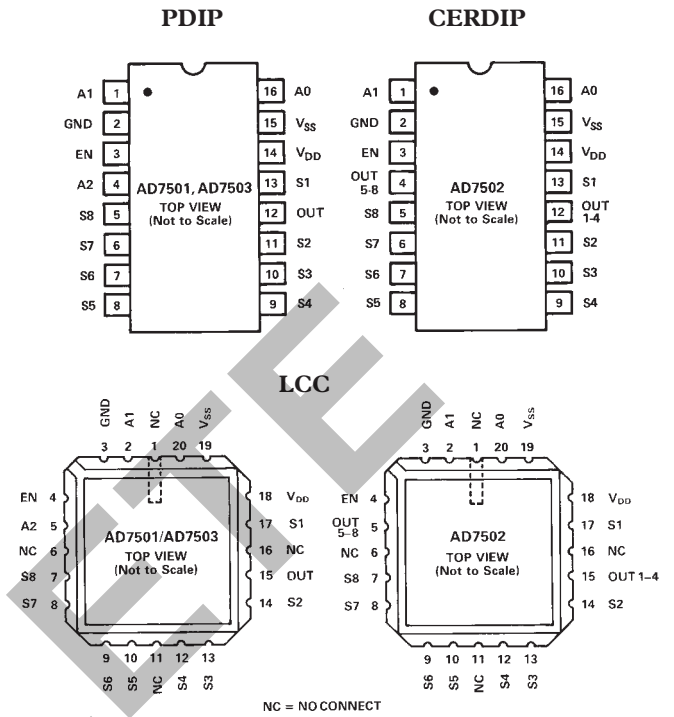 PDIP
CERDIP
A1 1
GND 2
EN 3
A2 4
S8 5
S7 6
S6 7
S5 8
AD7501, AD7503
TOP VIEW
(Not to Scale)
16 A0
15 VSS
14 VDD
13 S1
12 OUT
11 S2
10 S3
9 S4
A1 1
GND 2
EN 3
OUT
5-8 4
S8 5
S7 6
S6 7
S5 8
AD7502
TOP VIEW
(Not to Scale)
16 A0
15 VSS
14 VDD
13 S1
12 OUT
1-4
11 S2
10 S3
9 S4
LCC
GND A1 NC A0 VSS
3 2 1 20 19
EN 4
A2 5
NC 6
S8 7
S7 8
AD7501/AD7503
TOP VIEW
(Not to Scale)
18 VDD
17 S1
16 NC
15 OUT
14 S2
9 10 11 12 13
S6 S5 NC S4 S3
GND A1 NC A0 VSS
3 2 1 20 19
EN 4
OUT
5–8 5
NC 6
S8 7
S7 8
AD7502
TOP VIEW
(Not to Scale)
18 VDD
17 S1
16 NC
15 OUT 1–4
14 S2
9 10 11 12 13
S6 S5 NC S4 S3
NC = NO CONNECT
ETE